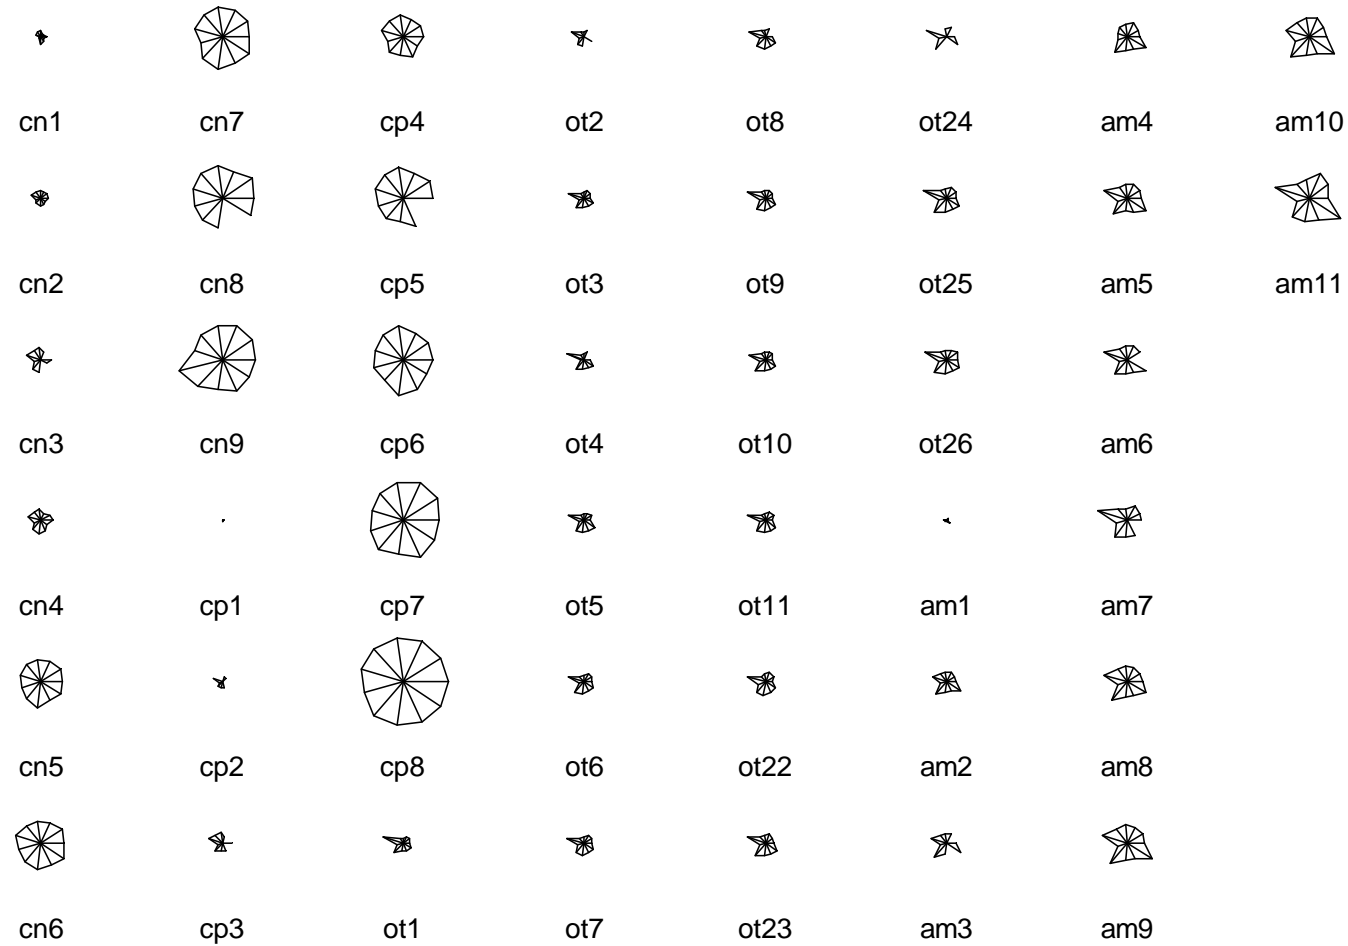 cn1 cn7 cp4 ot2 ot8 ot24 am4 am10
cn2 cn8 cp5 ot3 ot9 ot25 am5 am11
cn3 cn9 cp6 ot4 ot10 ot26 am6
cn4 cp1 cp7 ot5 ot11 am1 am7
cn5 cp2 cp8 ot6 ot22 am2 am8
cn6 cp3 ot1 ot7 ot23 am3 am9